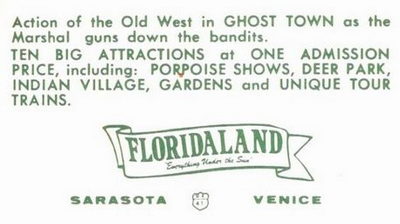 Action of the Old West in GHOST TOWN as the
Marshal guns down the bandits.
TEN BIG ATTRACTIONS at ONE ADMISSION
PRICE, including: PORPOISE SHOWS, DEER PARK,
INDIAN VILLAGE, GARDENS and UNIQUE TOUR
TRAINS.
FLORIDALAND
"Everything Under the Sun"
SARASOTA 41 VENICE